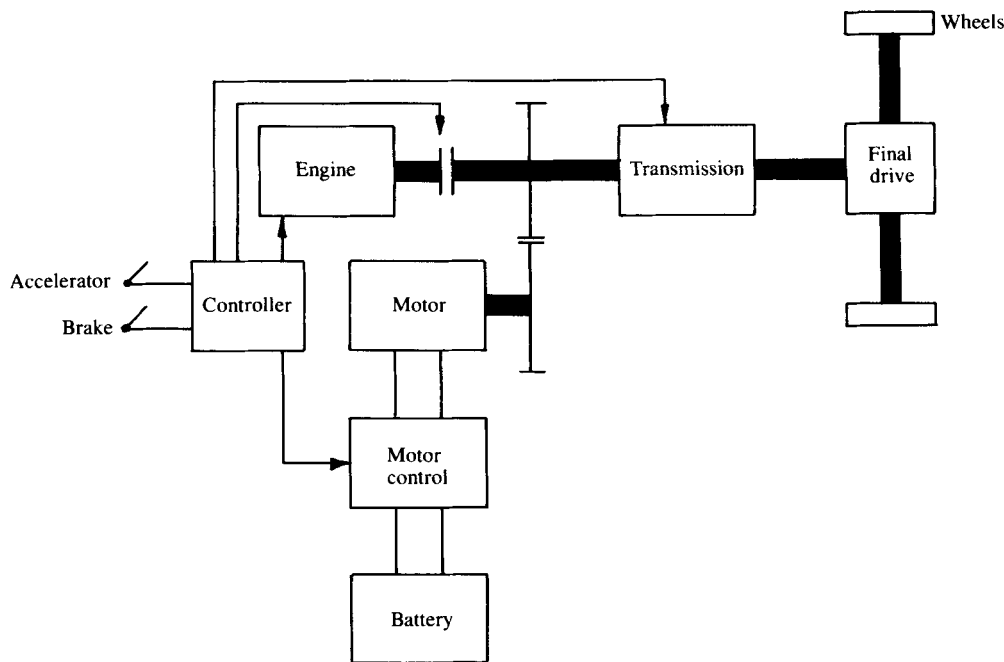 Wheels
Engine
Transmission
Final
drive
Accelerator
Brake
Controller
Motor
Motor
control
Battery